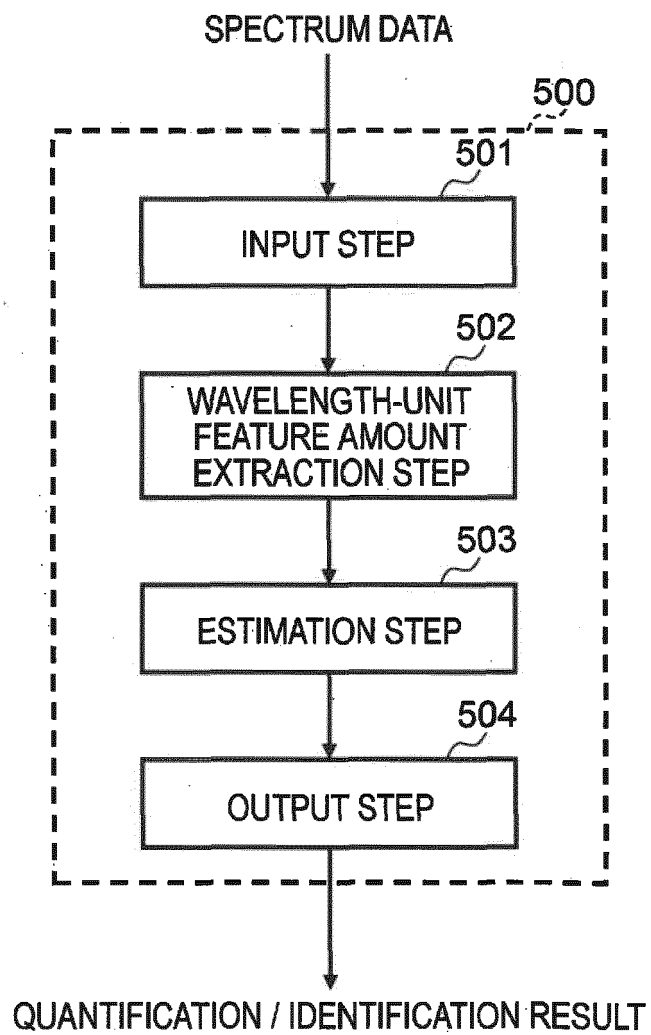 SPECTRUM DATA
500
501
INPUT STEP
502
WAVELENGTH-UNIT
FEATURE AMOUNT
EXTRACTION STEP
503
ESTIMATION STEP
504
OUTPUT STEP
QUANTIFICATION / IDENTIFICATION RESULT